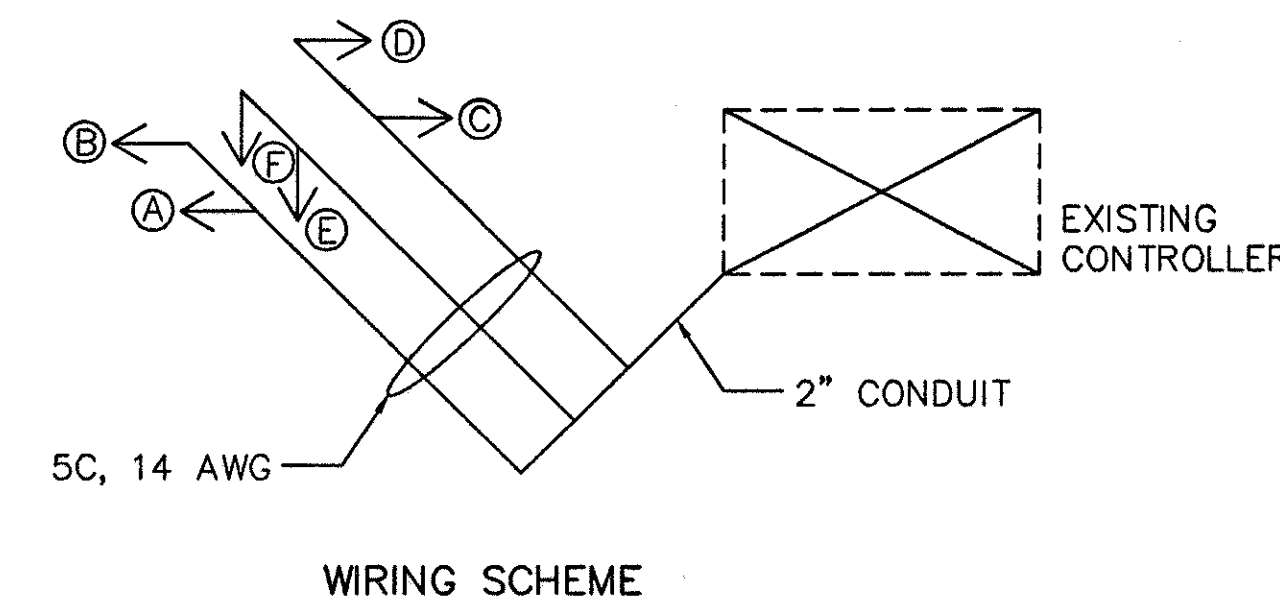 D
C
B
F
A
E
EXISTING
CONTROLLER
2" CONDUIT
5C, 14 AWG
WIRING SCHEME